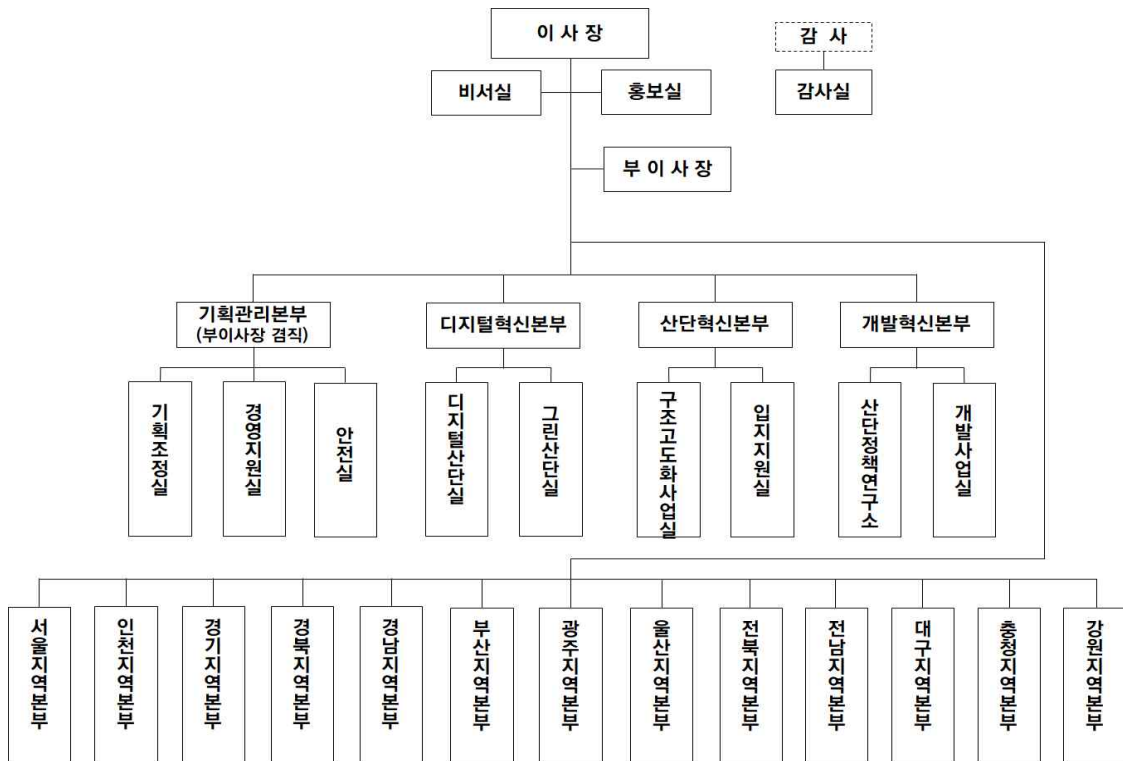 이 사 장
감 사
비서실
홍보실
감사실
부 이 사 장
기획관리본부
(부이사장 겸직)
디지털혁신본부
산단혁신본부
개발혁신본부
기획조정실
경영지원실
안전실
디지털산단실
그린산단실
구조고도화사업실
입지지원실
산단정책연구소
개발사업실
서울지역본부
인천지역본부
경기지역본부
경북지역본부
경남지역본부
부산지역본부
광주지역본부
울산지역본부
전북지역본부
전남지역본부
대구지역본부
충청지역본부
강원지역본부